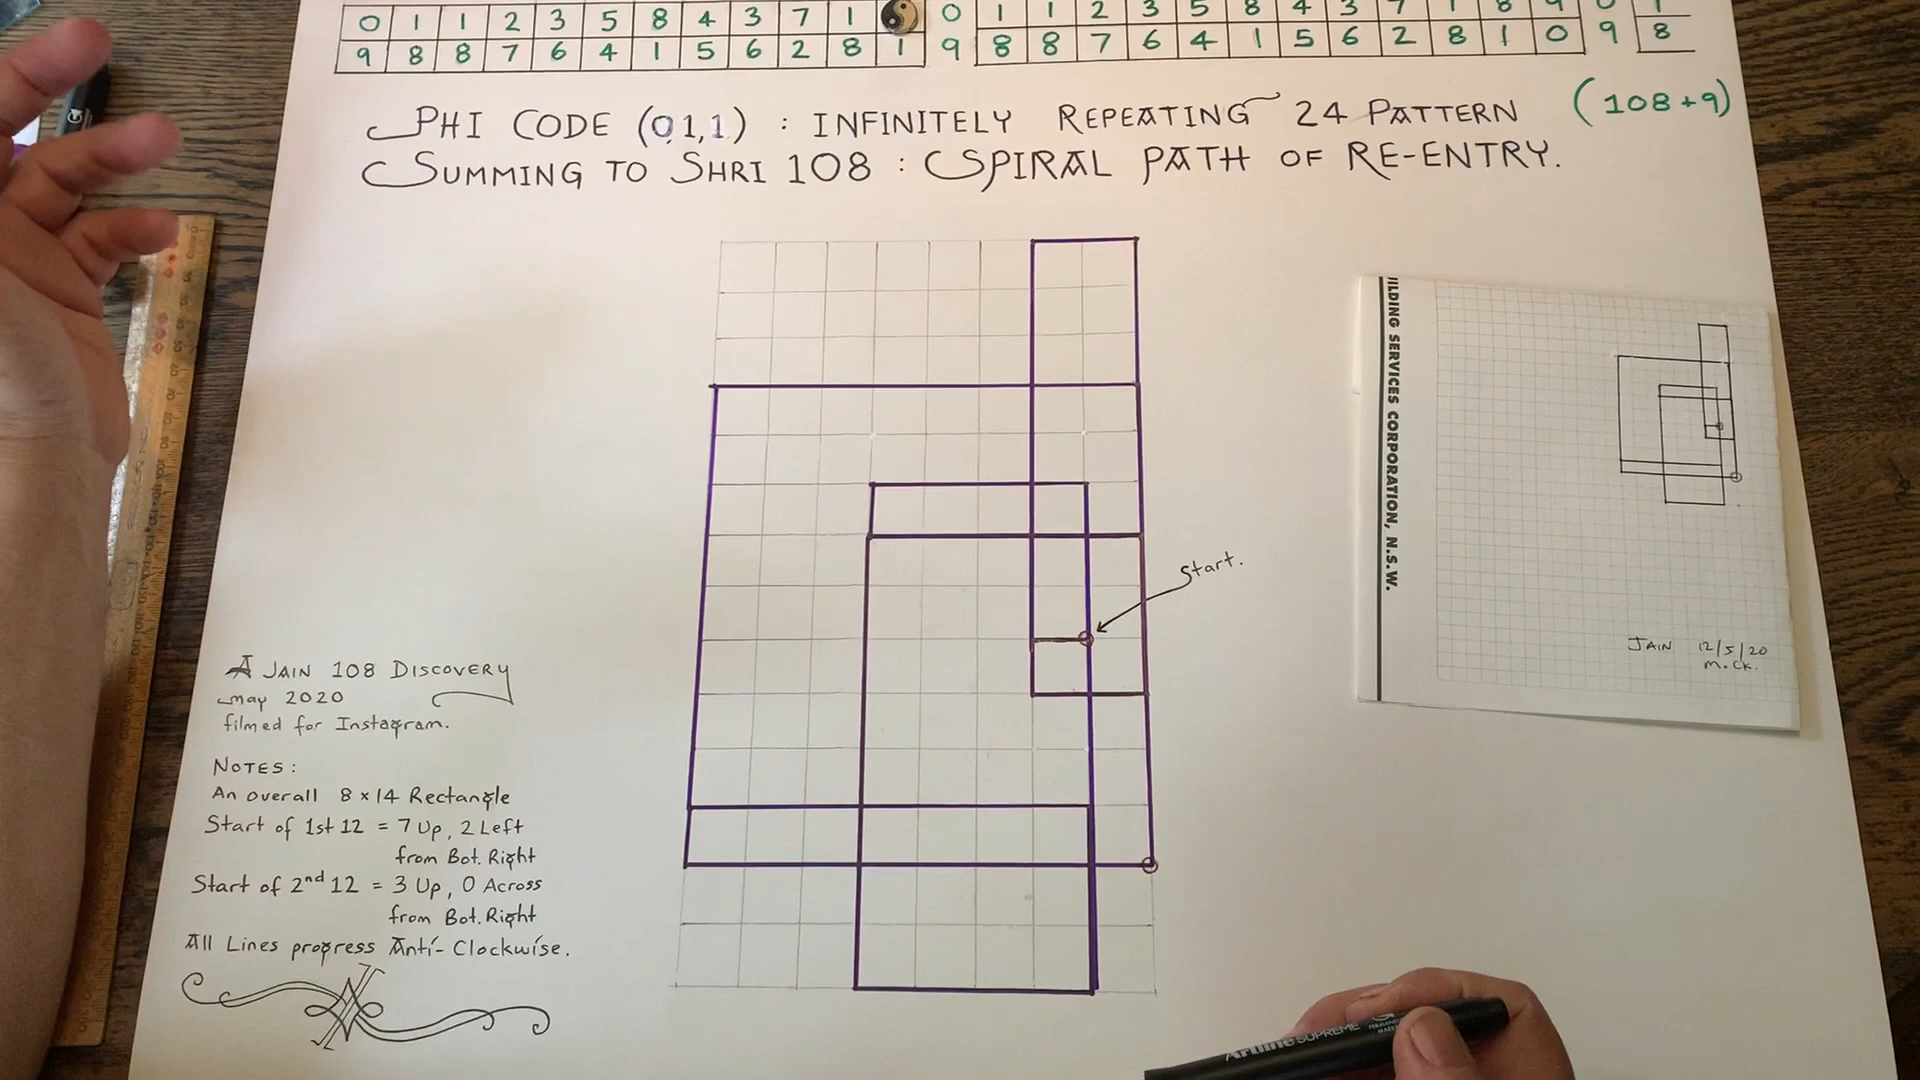 0 1 1 2 3 5 8 4 3 7 1 0 1 1 2 3 5 8 4 3 7 1 8 9 0 1
9 8 8 7 6 4 1 5 6 2 8 1 9 8 8 7 6 4 1 5 6 2 8 1 0 9 8
PHI CODE (0,1,1) : INFINITELY REPEATING 24 PATTERN (108+9)
SUMMING TO SHRI 108 : SPIRAL PATH OF RE-ENTRY.
Start.
A JAIN 108 DISCOVERY
May 2020
filmed for Instagram.
NOTES:
An overall 8 x 14 Rectangle
Start of 1st 12 = 7 Up, 2 Left
from Bot. Right
Start of 2nd 12 = 3 Up, 0 Across
from Bot. Right
All Lines progress Anti-Clockwise.
ILDING SERVICES CORPORATION, N.S.W.
JAIN 12/5/20
M.CK.
Artline SUPREME